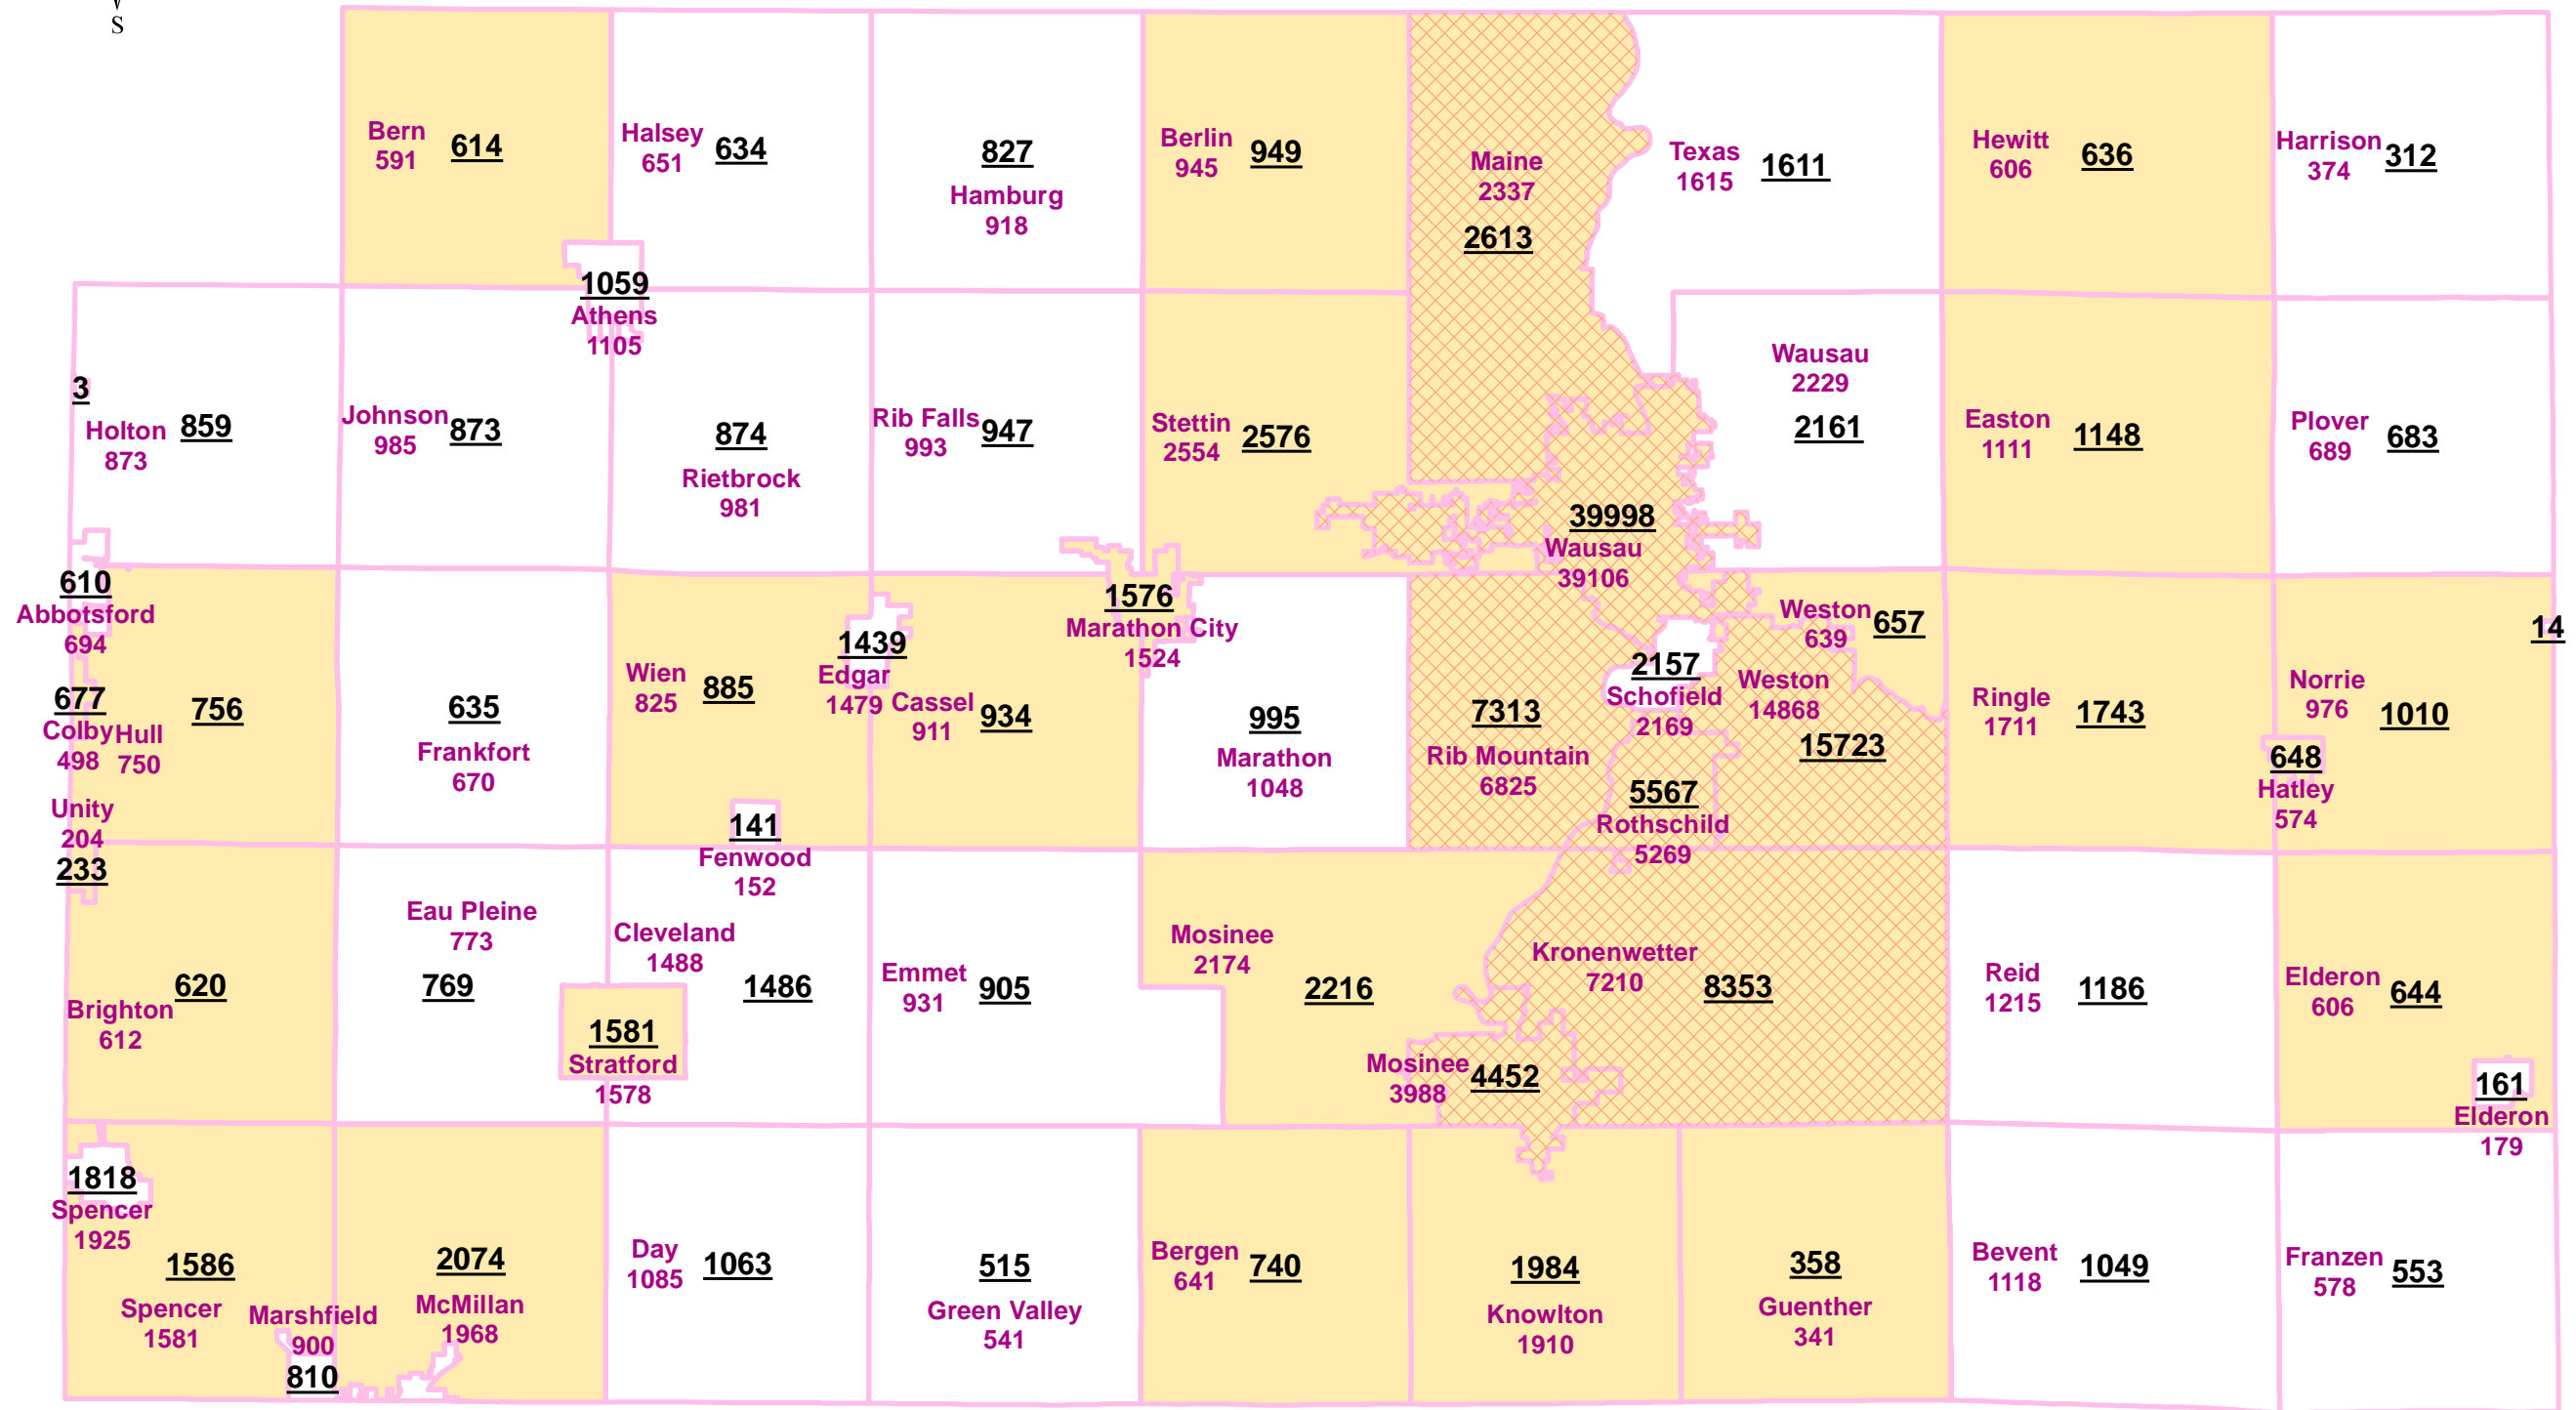 S
Bern
591
614
Halsey
651
634
827
Hamburg
918
Berlin
945
949
Maine
2337
2613
Texas
1615
1611
Hewitt
606
636
Harrison
374
312
1059
Athens
1105
3
Holton
873
859
Johnson
985
873
874
Rietbrock
981
Rib Falls
993
947
Stettin
2554
2576
Wausau
2229
2161
39998
Wausau
39106
Easton
1111
1148
Plover
689
683
610
Abbotsford
694
677
Colby
498
Hull
750
756
Unity
204
233
635
Frankfort
670
Wien
825
885
1439
Edgar
1479
Cassel
911
934
1576
Marathon City
1524
995
Marathon
1048
7313
Rib Mountain
6825
2157
Schofield
2169
Weston
639
657
Weston
14868
15723
5567
Rothschild
5269
Ringle
1711
1743
Norrie
976
1010
14
648
Hatley
574
141
Fenwood
152
Brighton
612
620
Eau Pleine
773
769
Cleveland
1488
1486
1581
Stratford
1578
Emmet
931
905
Mosinee
2174
2216
Kronenwetter
7210
8353
Mosinee
3988
4452
Reid
1215
1186
Elderon
606
644
161
Elderon
179
1818
Spencer
1925
1586
Spencer
1581
Marshfield
900
810
2074
McMillan
1968
Day
1085
1063
515
Green Valley
541
Bergen
641
740
1984
Knowlton
1910
358
Guenther
341
Bevent
1118
1049
Franzen
578
553